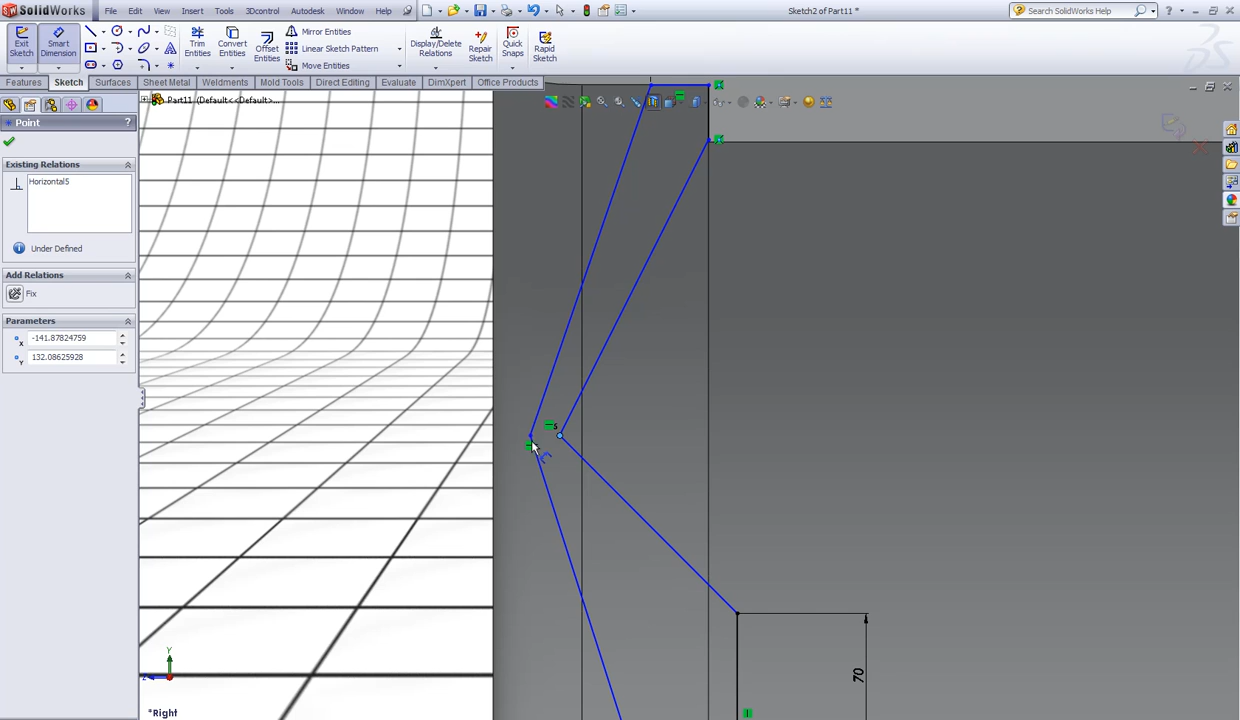 SolidWorks File Edit View Insert Tools 3Dcontrol Autodesk Window PhotoView 360 Help Sketch2 of Part11 * Search SolidWorks Help
Exit Sketch Smart Dimension Trim Entities Convert Entities Offset Entities Mirror Entities Linear Sketch Pattern Move Entities Display/Delete Relations Repair Sketch Quick Snaps Rapid Sketch
Features Sketch Surfaces Sheet Metal Weldments Mold Tools Direct Editing Evaluate DimXpert Office Products
Part11 (Default<<Default>...
Point ?
Existing Relations
Horizontal5
Under Defined
Add Relations
Fix
Parameters
-141.87824759
132.08625928
s
70
Y
Z
*Right